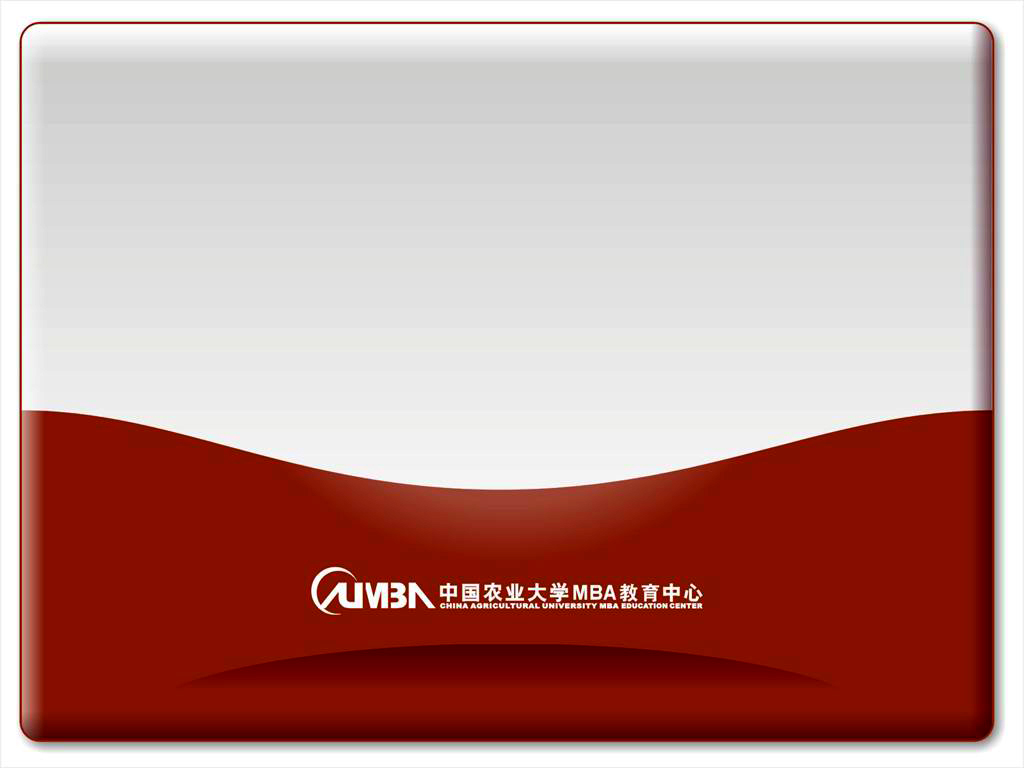 CAUMBA 中国农业大学MBA教育中心
CHINA AGRICULTURAL UNIVERSITY MBA EDUCATION CENTER